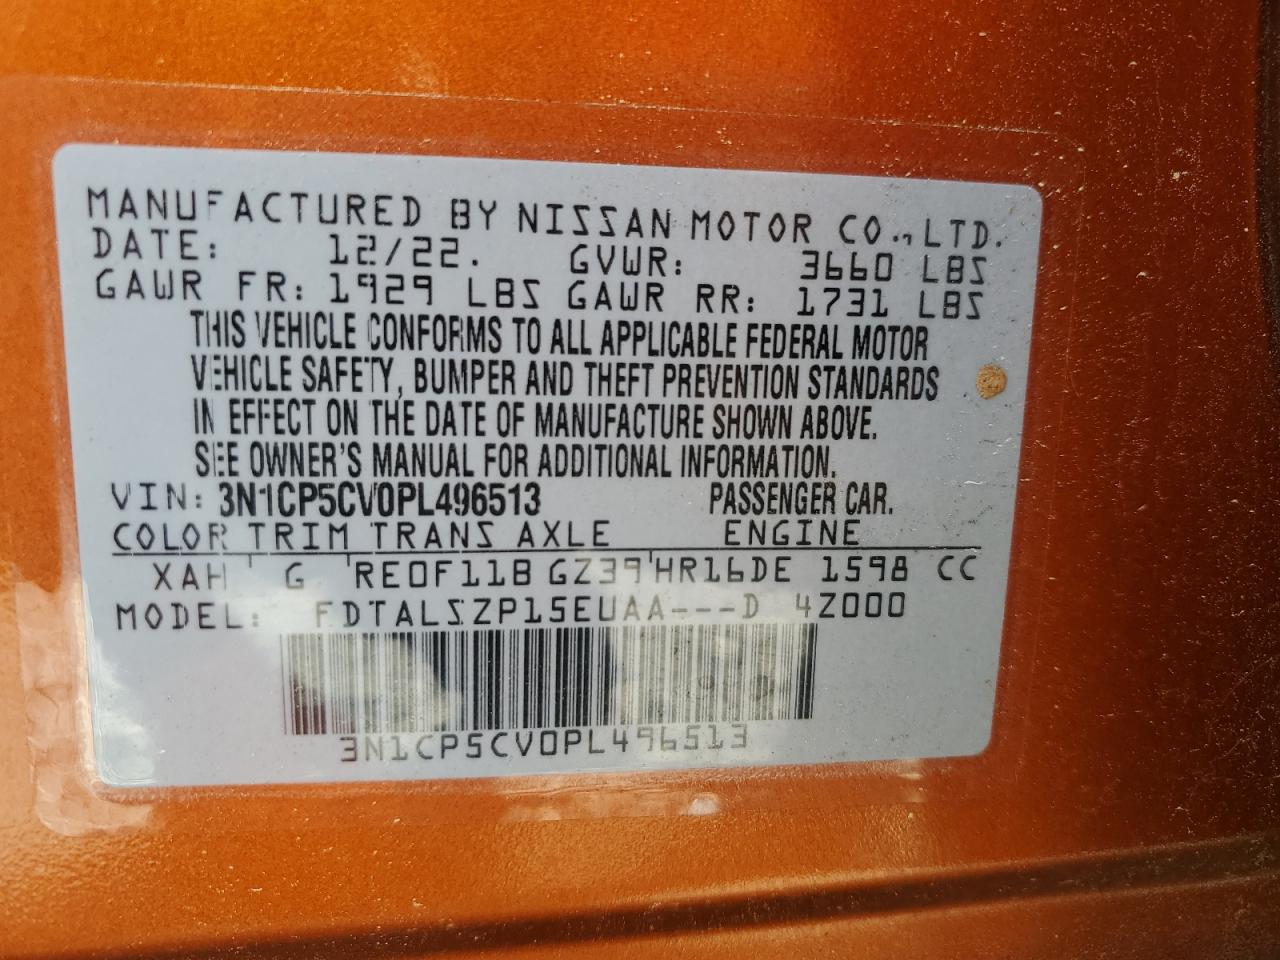 MANUFACTURED BY NISSAN MOTOR CO., LTD.
DATE: 12/22. GVWR: 3660 LBS
GAWR FR: 1929 LBS GAWR RR: 1731 LBS
THIS VEHICLE CONFORMS TO ALL APPLICABLE FEDERAL MOTOR
VEHICLE SAFETY, BUMPER AND THEFT PREVENTION STANDARDS
IN EFFECT ON THE DATE OF MANUFACTURE SHOWN ABOVE.
SEE OWNER'S MANUAL FOR ADDITIONAL INFORMATION.
VIN: 3N1CP5CV0PL496513 PASSENGER CAR.
COLOR TRIM TRANS AXLE ENGINE
XAH G RE0F11B GZ39 HR16DE 1598 CC
MODEL: FDTALSZP15EUAA---D 4Z000
3N1CP5CV0PL496513